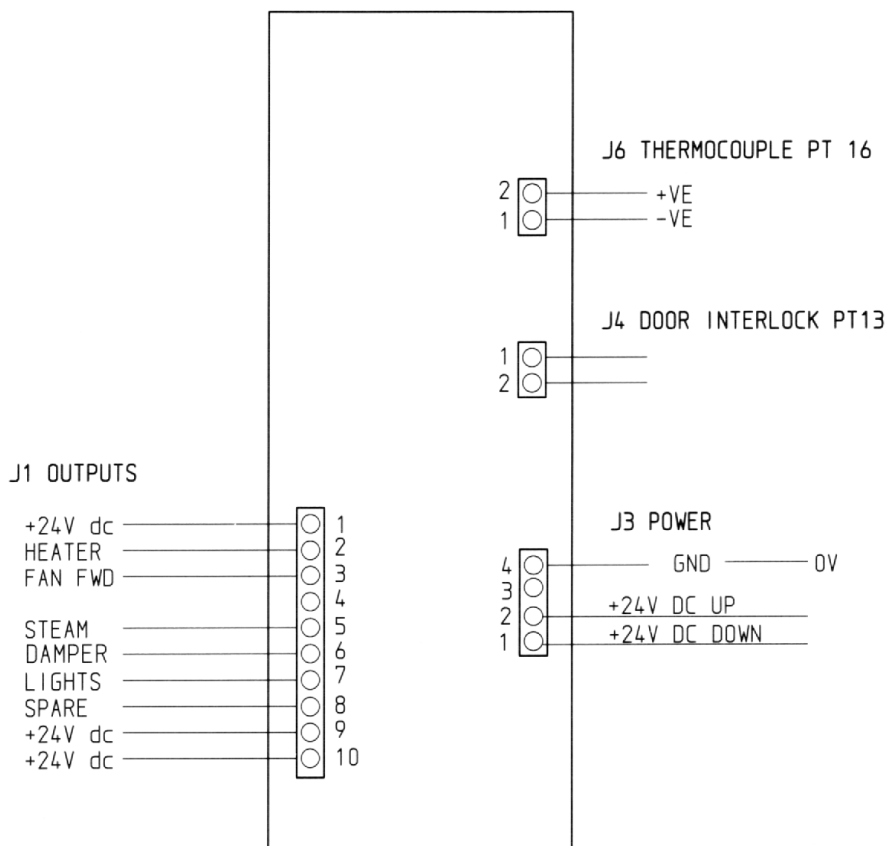 J6 THERMOCOUPLE PT 16
2 +VE
1 -VE
J4 DOOR INTERLOCK PT13
1
2
J1 OUTPUTS
+24V dc 1
HEATER 2
FAN FWD 3
4
STEAM 5
DAMPER 6
LIGHTS 7
SPARE 8
+24V dc 9
+24V dc 10
J3 POWER
4 GND 0V
3
2 +24V DC UP
1 +24V DC DOWN